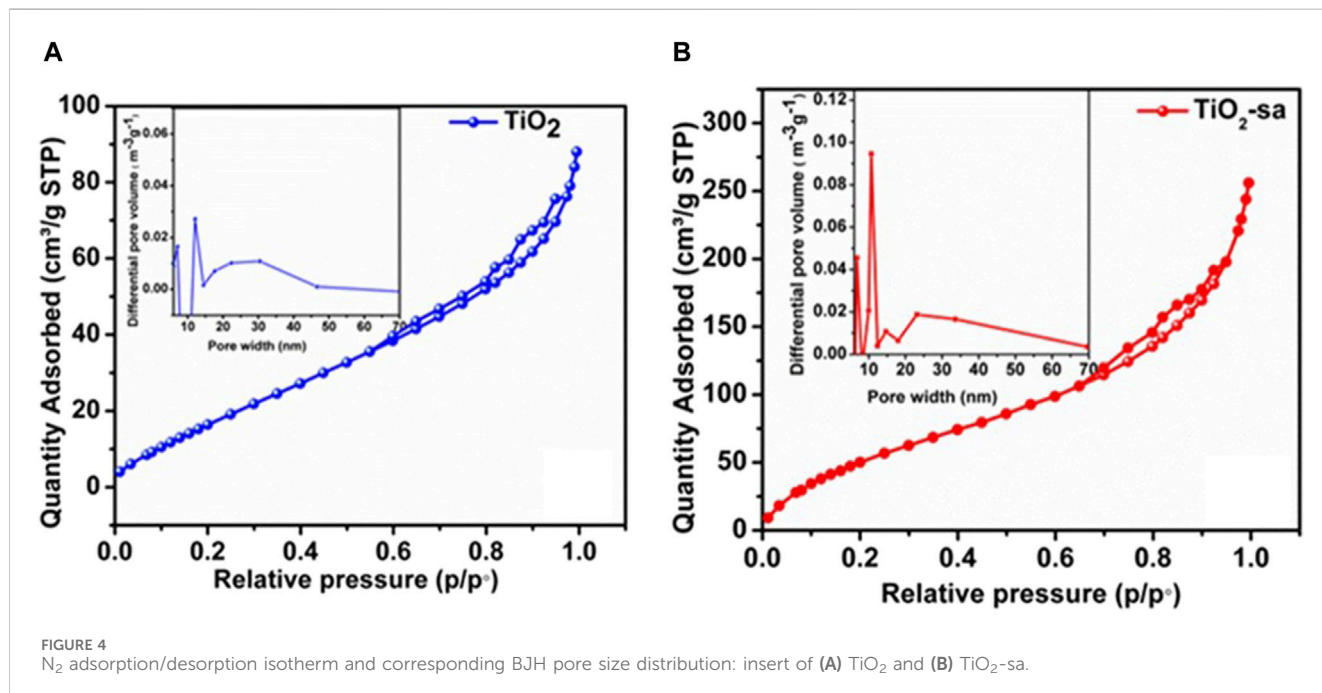 A
B
TiO2
100
80
60
40
20
0
Quantity Adsorbed (cm³/g STP)
0.0 0.2 0.4 0.6 0.8 1.0
Relative pressure (p/p°)
0.06
0.04
0.02
0.00
Differential pore volume ( m-3g-1)
10 20 30 40 50 60 70
Pore width (nm)
TiO2-sa
300
250
200
150
100
50
0
Quantity Adsorbed (cm³/g STP)
0.0 0.2 0.4 0.6 0.8 1.0
Relative pressure (p/p°)
0.12
0.10
0.08
0.06
0.04
0.02
0.00
Differential pore volume ( m-3g-1)
10 20 30 40 50 60 70
Pore width (nm)
FIGURE 4
N2 adsorption/desorption isotherm and corresponding BJH pore size distribution: insert of (A) TiO2 and (B) TiO2-sa.